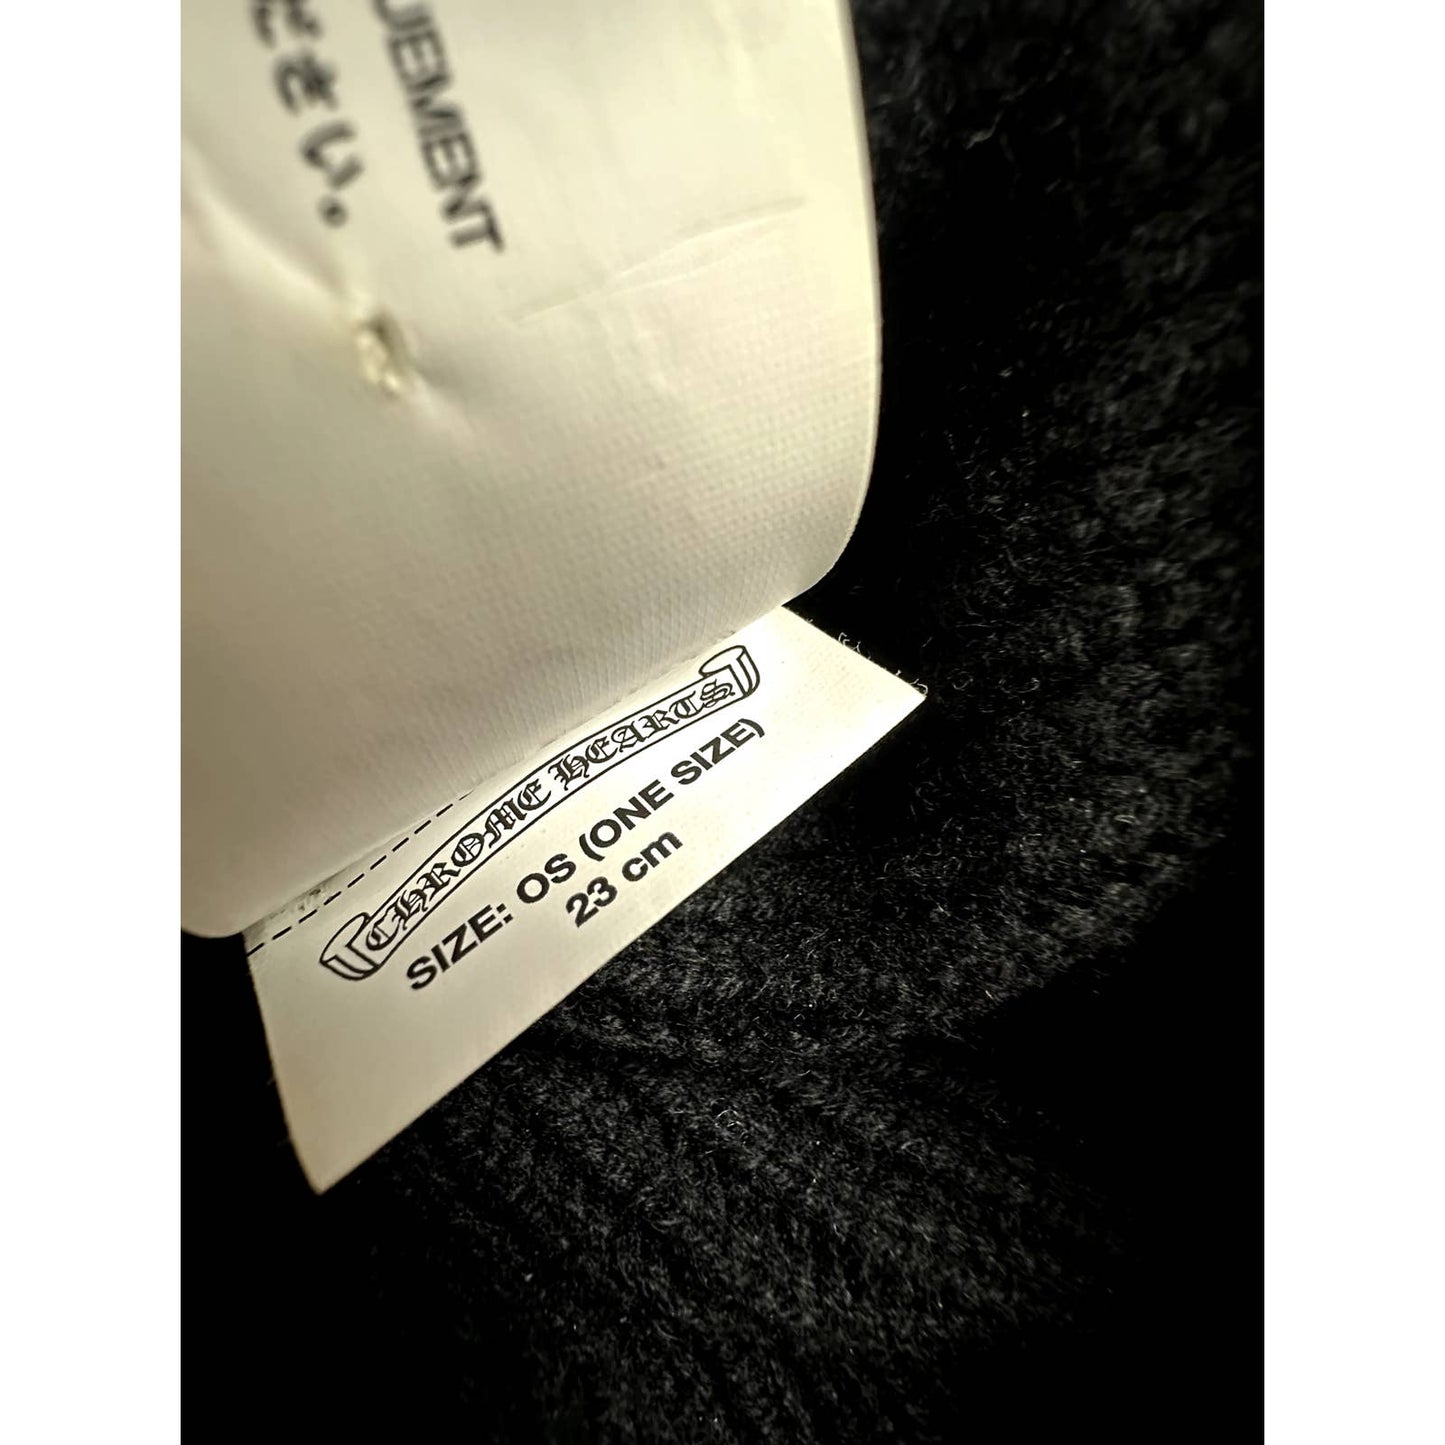 UEMENT
ださい。
CHROME HEARTS
SIZE: OS (ONE SIZE)
23 cm